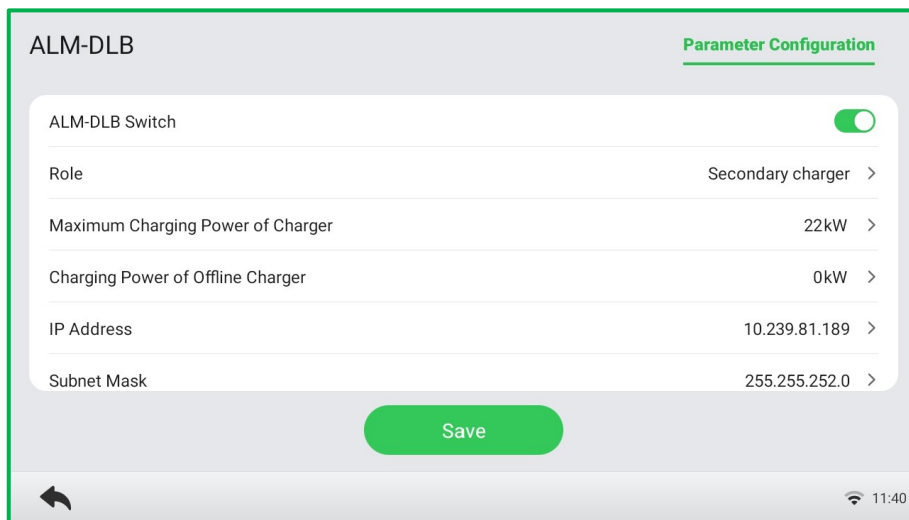 ALM-DLB Parameter Configuration
ALM-DLB Switch
Role Secondary charger
Maximum Charging Power of Charger 22kW
Charging Power of Offline Charger 0kW
IP Address 10.239.81.189
Subnet Mask 255.255.252.0
Save
11:40